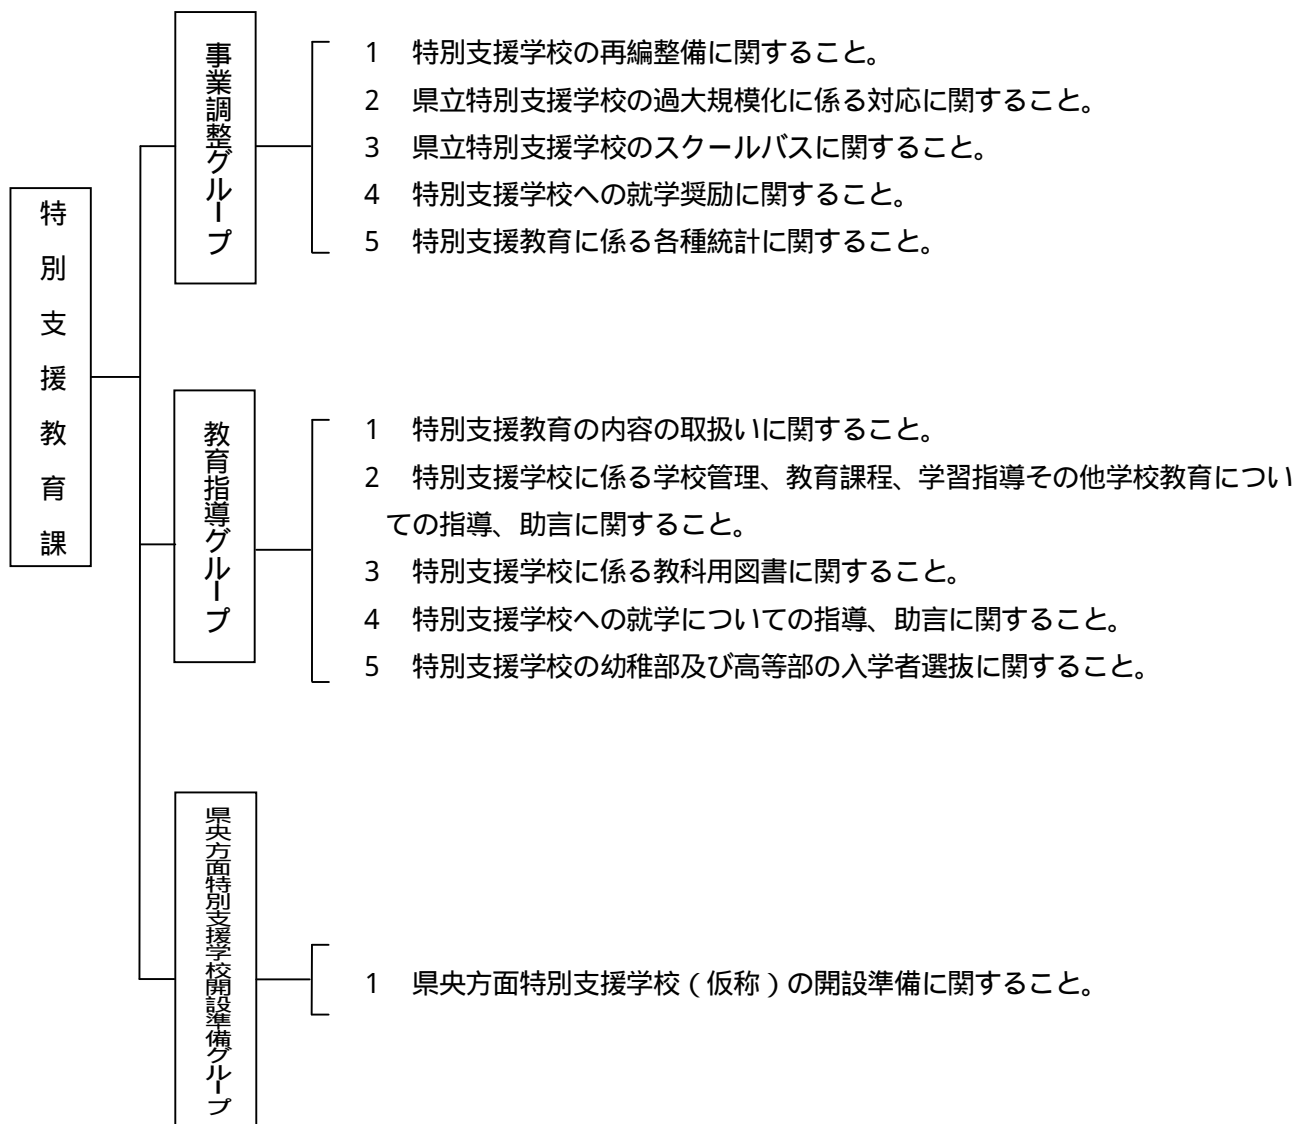 特別支援教育課
事業調整グループ
1 特別支援学校の再編整備に関すること。
2 県立特別支援学校の過大規模化に係る対応に関すること。
3 県立特別支援学校のスクールバスに関すること。
4 特別支援学校への就学奨励に関すること。
5 特別支援教育に係る各種統計に関すること。
教育指導グループ
1 特別支援教育の内容の取扱いに関すること。
2 特別支援学校に係る学校管理、教育課程、学習指導その他学校教育につい
ての指導、助言に関すること。
3 特別支援学校に係る教科用図書に関すること。
4 特別支援学校への就学についての指導、助言に関すること。
5 特別支援学校の幼稚部及び高等部の入学者選抜に関すること。
県央方面特別支援学校開設準備グループ
1 県央方面特別支援学校(仮称)の開設準備に関すること。